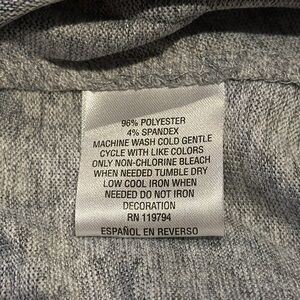 96% POLYESTER
4% SPANDEX
MACHINE WASH COLD GENTLE
CYCLE WITH LIKE COLORS
ONLY NON-CHLORINE BLEACH
WHEN NEEDED TUMBLE DRY
LOW COOL IRON WHEN
NEEDED DO NOT IRON
DECORATION
RN 119794
ESPAÑOL EN REVERSO